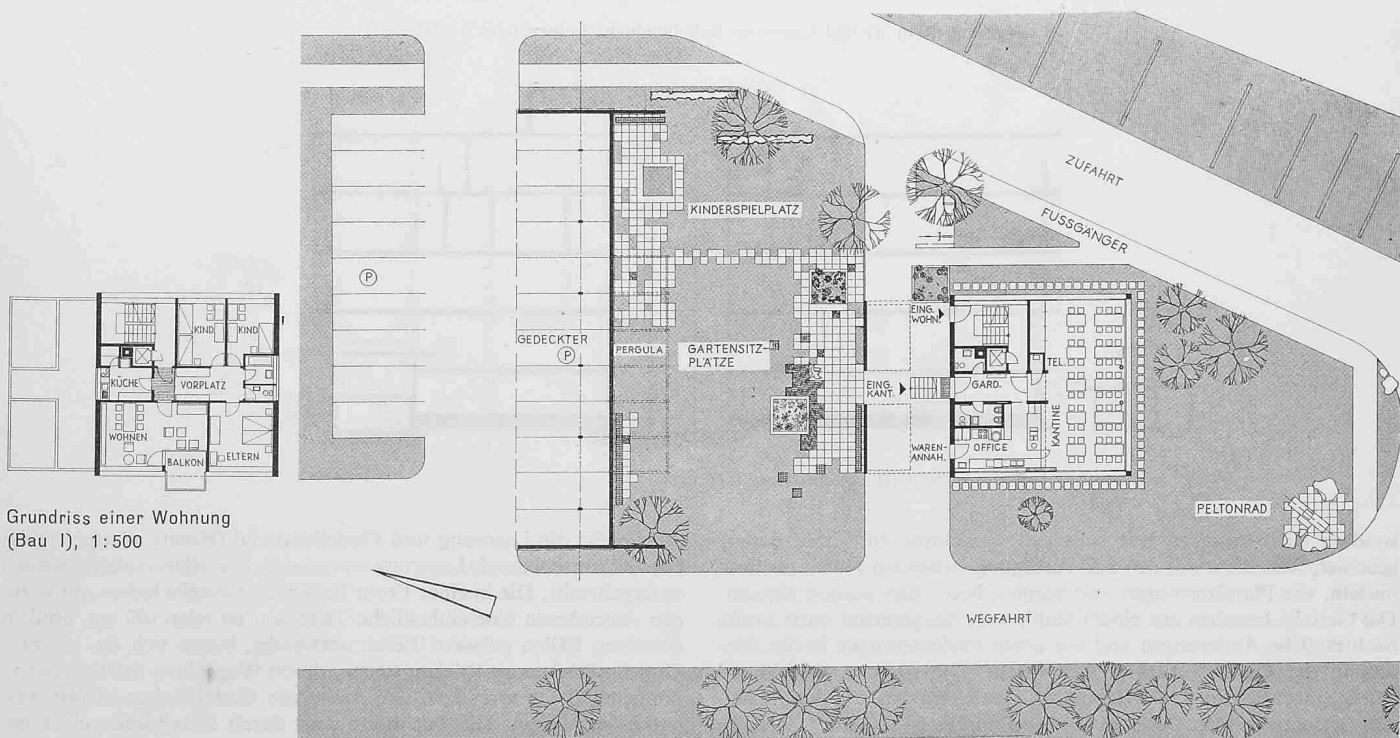 ZUFAHRT
FUSSGÄNGER
KINDERSPIELPLATZ
P
KIND
KIND
KÜCHE
VORPLATZ
WOHNEN
BALKON
ELTERN
GEDECKTER
P
PERGULA
GARTENSITZ-
PLÄTZE
EING.
WOHN.
EING.
KANT.
GARD.
TEL.
KANTINE
WAREN-
ANNAH.
OFFICE
PELTONRAD
Grundriss einer Wohnung
(Bau I), 1:500
WEGFAHRT